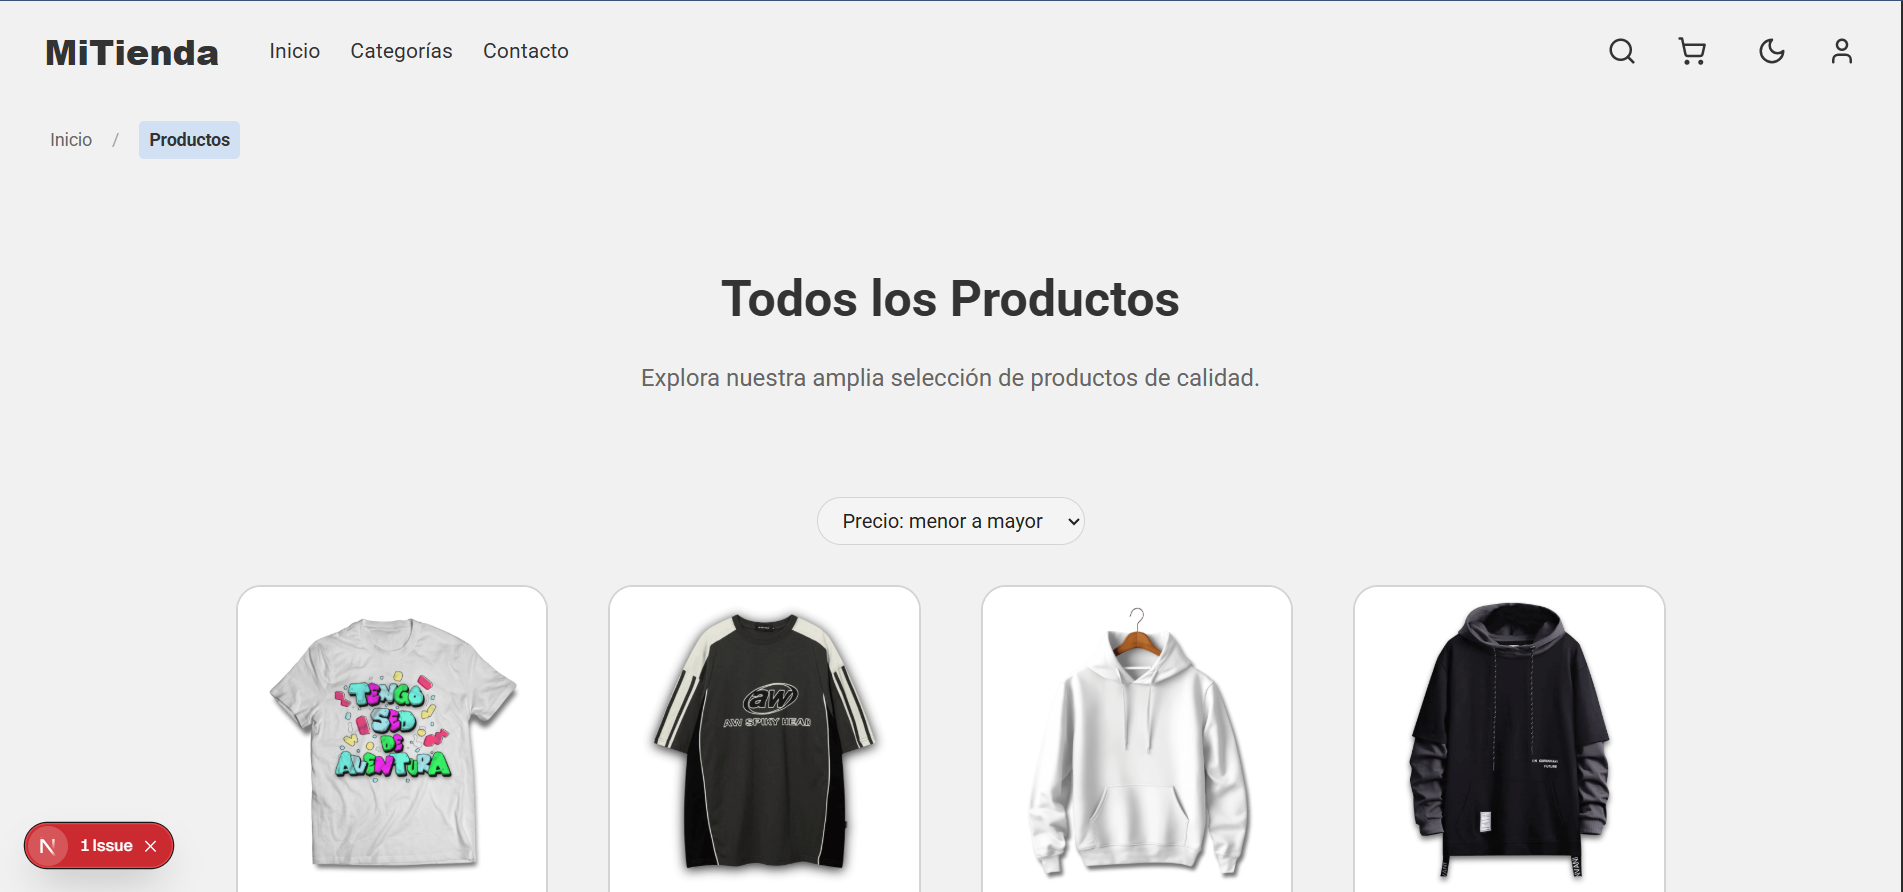 MiTienda
Inicio
Categorías
Contacto
Inicio / Productos
Todos los Productos
Explora nuestra amplia selección de productos de calidad.
Precio: menor a mayor
TENGO
SED
DE
AVENTURA
aw
AW SPIKY HEAD
FUTURE
N 1 Issue